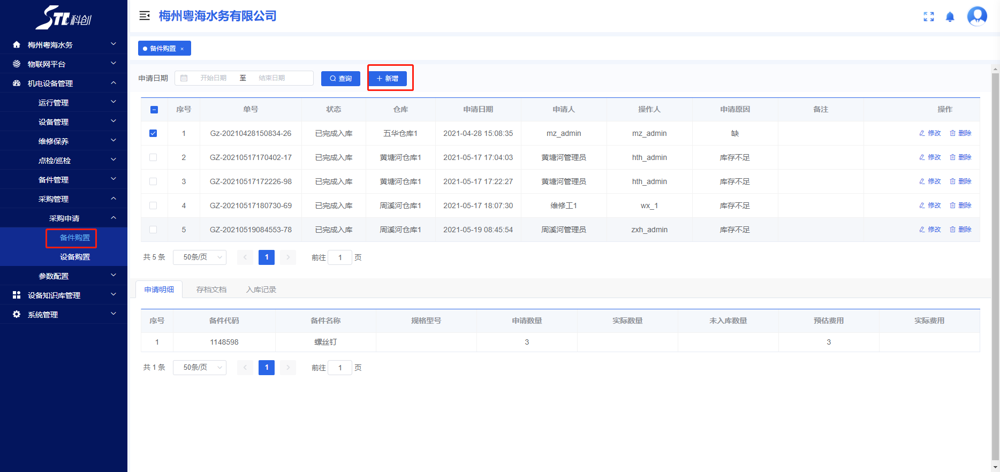 STC科创
梅州粤海水务
物联网平台
机电设备管理
运行管理
设备管理
维修保养
点检/巡检
备件管理
采购管理
采购申请
备件购置
设备购置
参数配置
设备知识库管理
系统管理
梅州粤海水务有限公司
备件购置 ×
申请日期 开始日期 至 结束日期 查询 + 新增
序号 单号 状态 仓库 申请日期 申请人 操作人 申请原因 备注 操作
1 Gz-20210428150834-26 已完成入库 五华仓库1 2021-04-28 15:08:35 mz_admin mz_admin 缺 修改 删除
2 GZ-20210517170402-17 已完成入库 黄塘河仓库1 2021-05-17 17:04:03 黄塘河管理员 hth_admin 库存不足 修改 删除
3 GZ-20210517172226-98 已完成入库 黄塘河仓库1 2021-05-17 17:22:27 黄塘河管理员 hth_admin 库存不足 修改 删除
4 GZ-20210517180730-69 已完成入库 周溪河仓库1 2021-05-17 18:07:30 维修工1 wx_1 库存不足 修改 删除
5 GZ-20210519084553-78 已完成入库 周溪河仓库1 2021-05-19 08:45:54 周溪河管理员 zxh_admin 库存不足 修改 删除
共 5 条 50条/页 < 1 > 前往 1 页
申请明细 存档文档 入库记录
序号 备件代码 备件名称 规格型号 申请数量 实际数量 未入库数量 预估费用 实际费用
1 1148598 螺丝钉 3 3
共 1 条 50条/页 < 1 > 前往 1 页